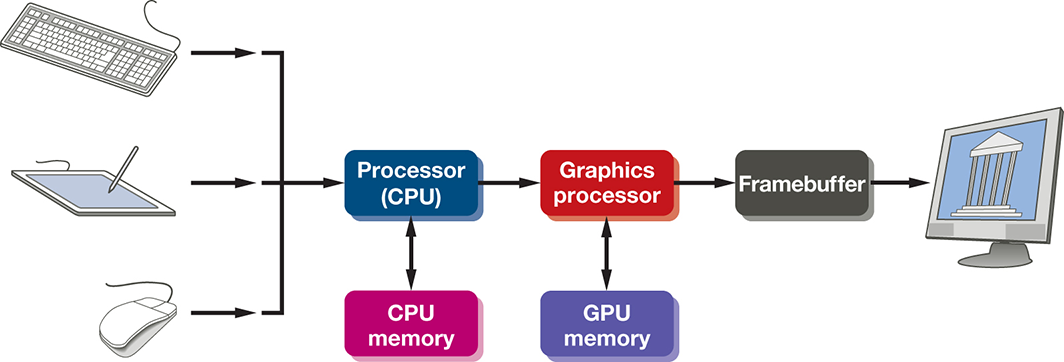 Processor
(CPU)
Graphics
processor
Framebuffer
CPU
memory
GPU
memory